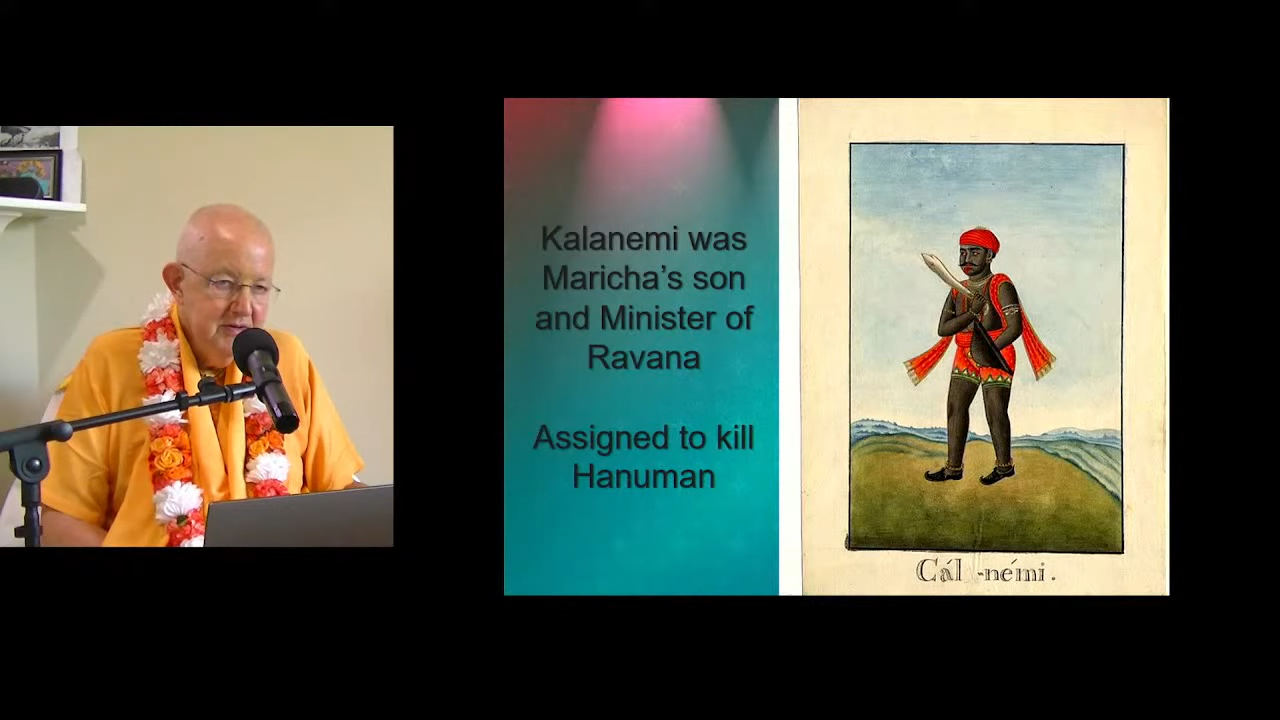 Kalanemi was
Maricha's son
and Minister of
Ravana
Assigned to kill
Hanuman
Cál -némi.